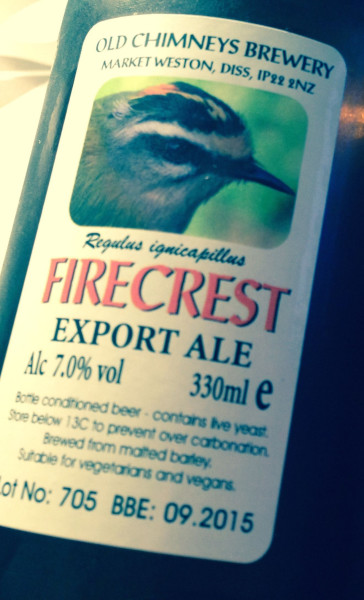 OLD CHIMNEYS BREWERY
MARKET WESTON, DISS, IP22 2NZ
Regulus ignicapillus
FIRECREST
EXPORT ALE
Alc 7.0% vol 330ml e
Bottle conditioned beer - contains live yeast.
Store below 13C to prevent over carbonation.
Brewed from malted barley.
Suitable for vegetarians and vegans.
Lot No: 705 BBE: 09.2015